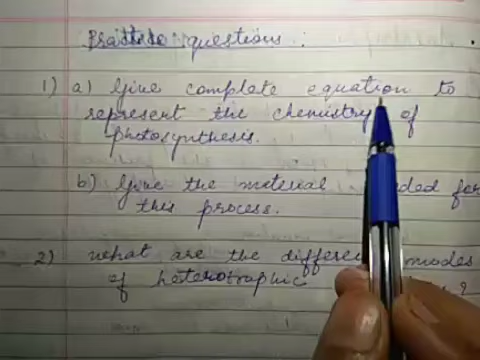 Practice questions :
1) a) Give complete equation to
represent the chemistry of
photosynthesis.
b) Give the material for
this process.
2) what are the different modes
of heterotrophic ?